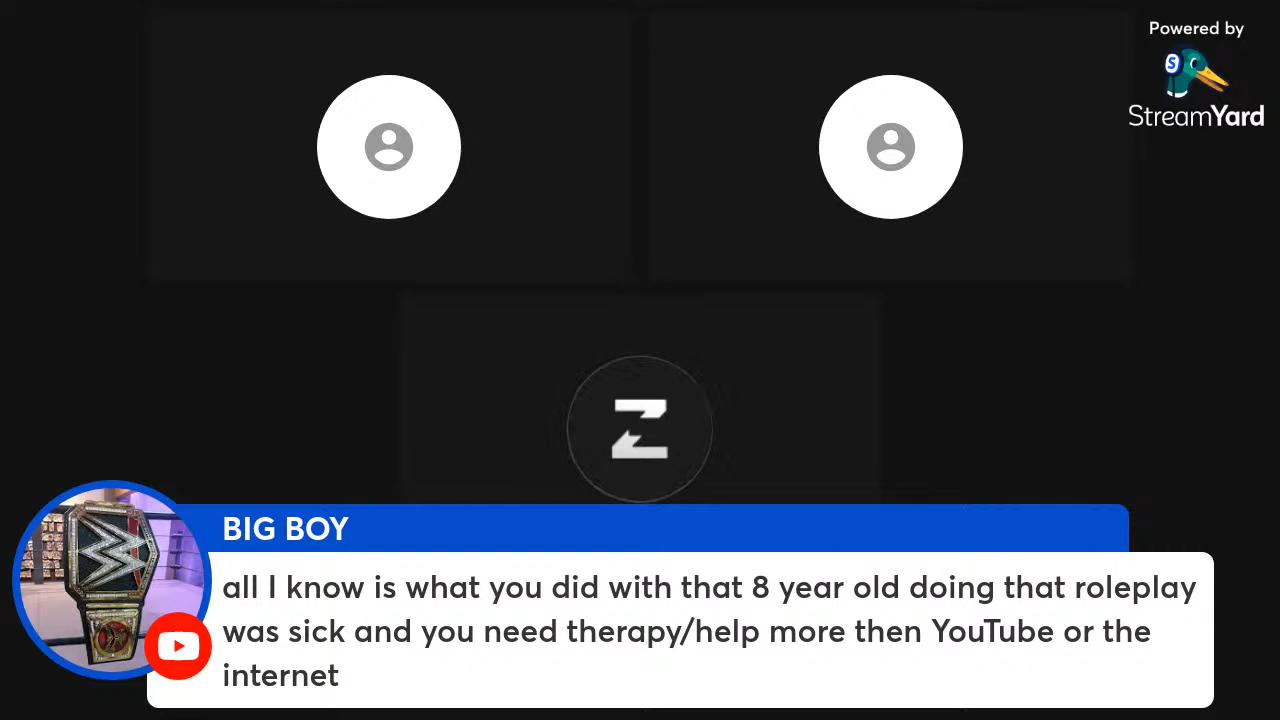 Powered by
StreamYard
BIG BOY
all I know is what you did with that 8 year old doing that roleplay
was sick and you need therapy/help more then YouTube or the
internet